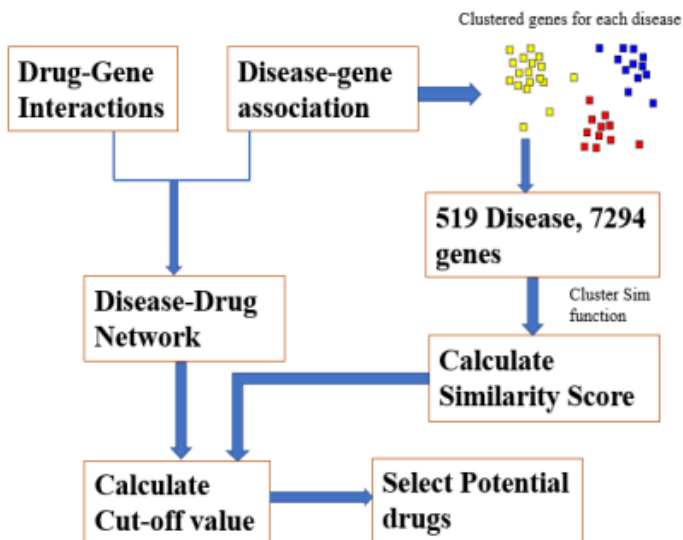 Clustered genes for each disease
Drug-Gene
Interactions
Disease-gene
association
519 Disease, 7294
genes
Cluster Sim
function
Disease-Drug
Network
Calculate
Similarity Score
Calculate
Cut-off value
Select Potential
drugs